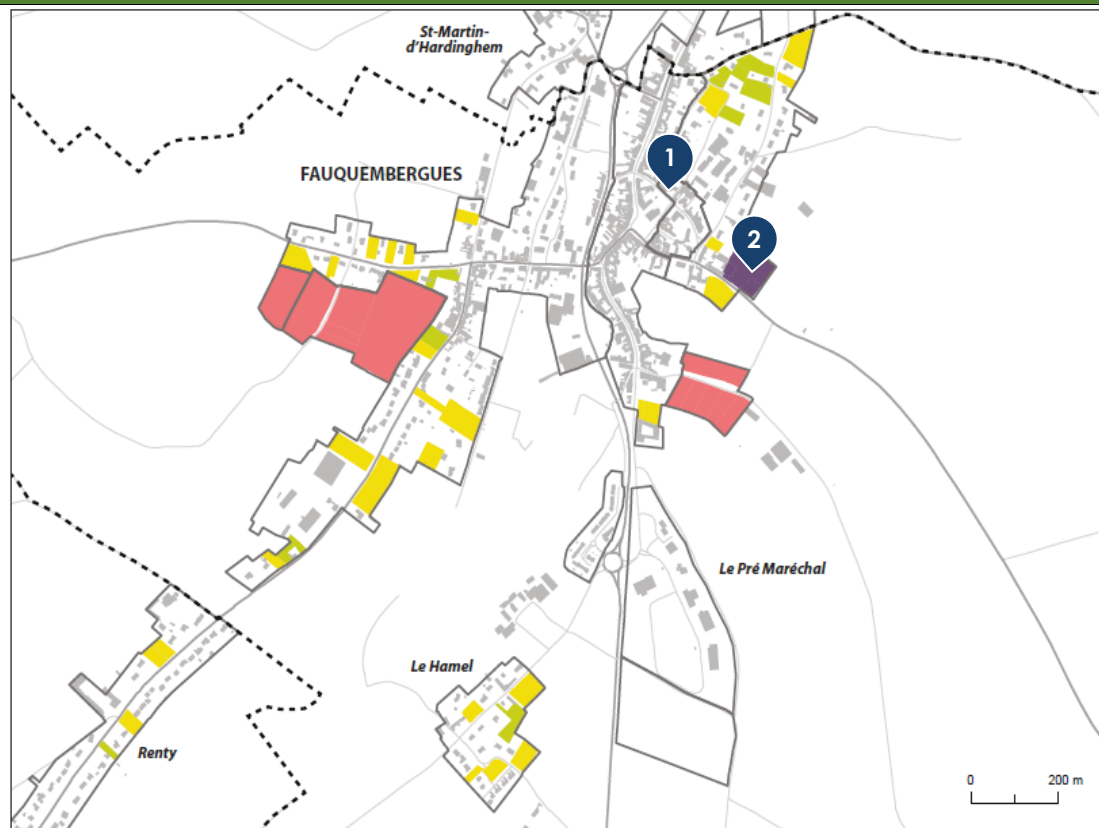 St-Martin-
d'Hardinghem
1
FAUQUEMBERGUES
2
Le Pré Maréchal
Le Hamel
Renty
0 200 m